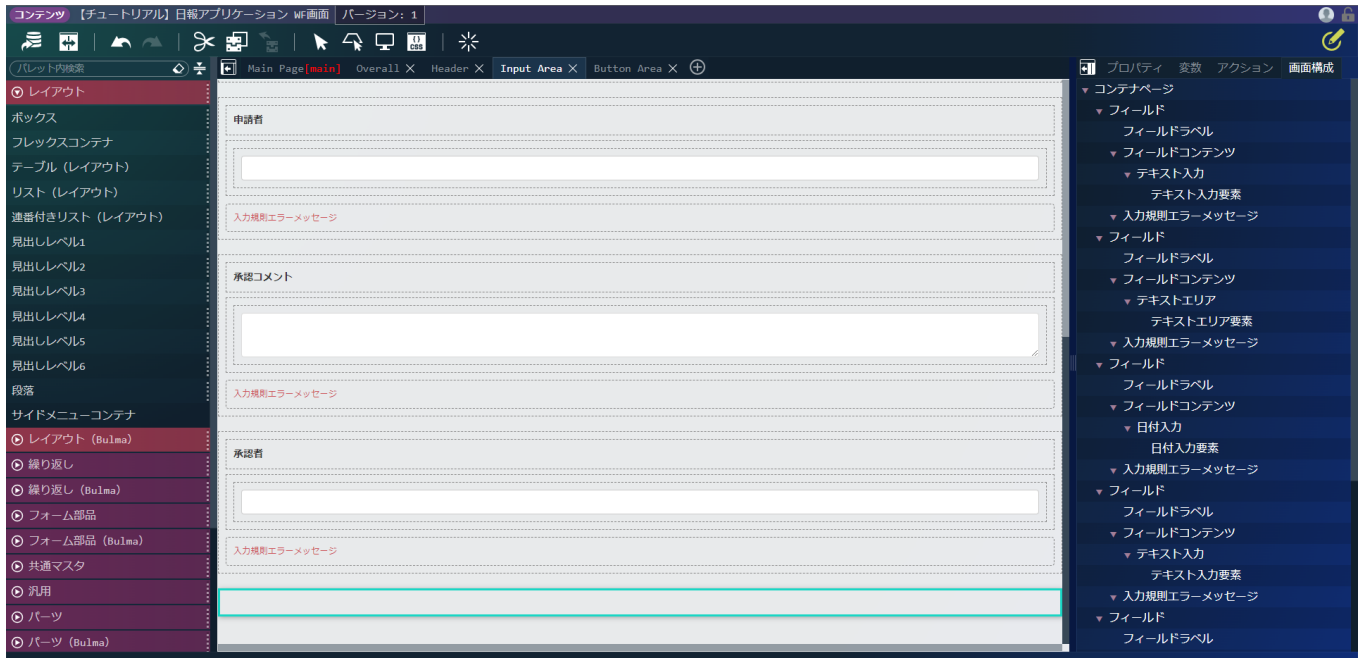 コンテンツ 【チュートリアル】日報アプリケーション WF画面 バージョン: 1
CSS
パレット内検索
Main Page[main] Overall Header Input Area Button Area
プロパティ 変数 アクション 画面構成
レイアウト
ボックス
フレックスコンテナ
テーブル（レイアウト）
リスト（レイアウト）
連番付きリスト（レイアウト）
見出しレベル1
見出しレベル2
見出しレベル3
見出しレベル4
見出しレベル5
見出しレベル6
段落
サイドメニューコンテナ
レイアウト（Bulma）
繰り返し
繰り返し（Bulma）
フォーム部品
フォーム部品（Bulma）
共通マスタ
汎用
パーツ
パーツ（Bulma）
申請者
入力規則エラーメッセージ
承認コメント
入力規則エラーメッセージ
承認者
入力規則エラーメッセージ
コンテナページ
フィールド
フィールドラベル
フィールドコンテンツ
テキスト入力
テキスト入力要素
入力規則エラーメッセージ
フィールド
フィールドラベル
フィールドコンテンツ
テキストエリア
テキストエリア要素
入力規則エラーメッセージ
フィールド
フィールドラベル
フィールドコンテンツ
日付入力
日付入力要素
入力規則エラーメッセージ
フィールド
フィールドラベル
フィールドコンテンツ
テキスト入力
テキスト入力要素
入力規則エラーメッセージ
フィールド
フィールドラベル